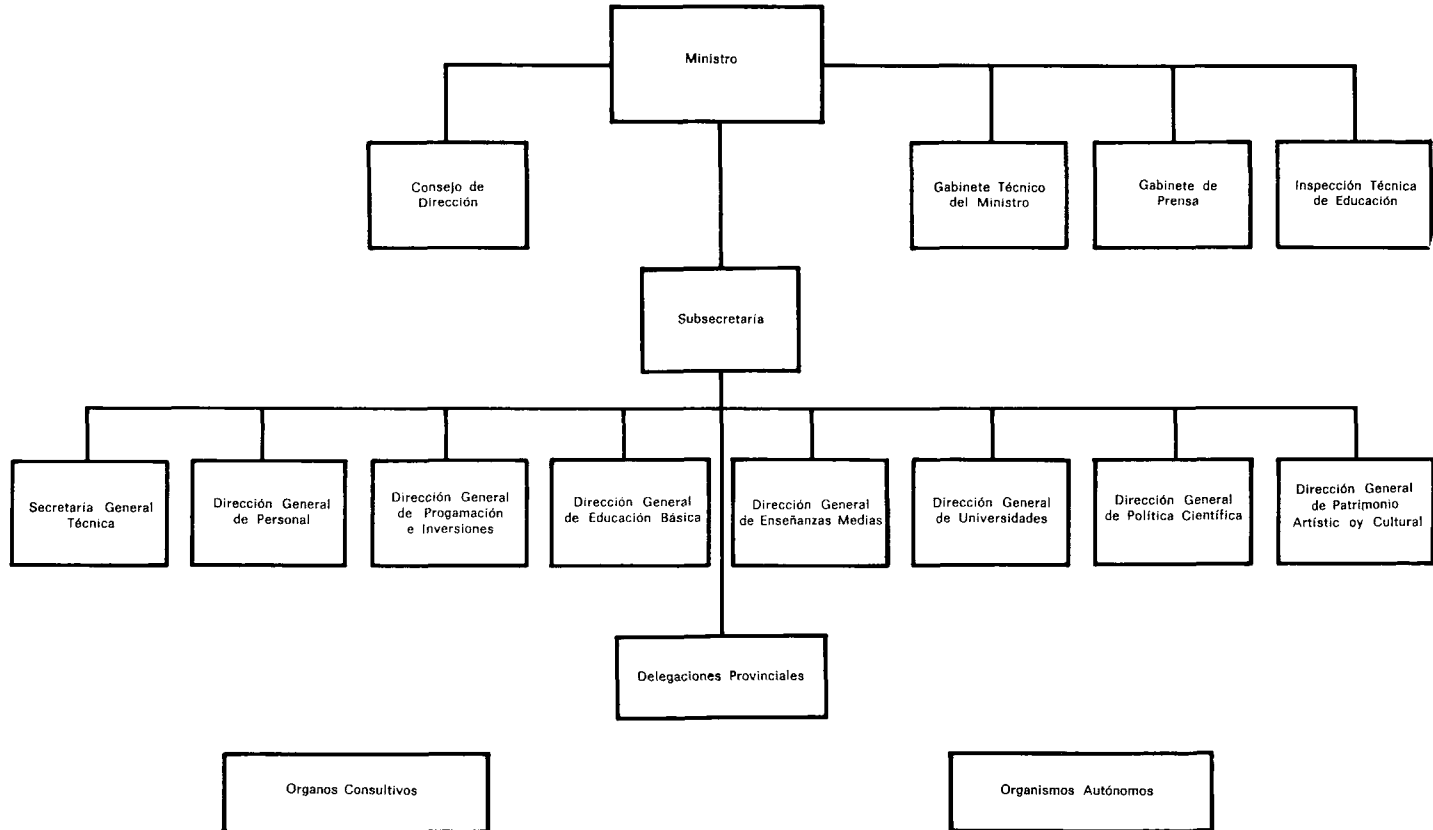 Ministro
Consejo de
Dirección
Gabinete Técnico
del Ministro
Gabinete de
Prensa
Inspección Técnica
de Educación
Subsecretaría
Secretaría General
Técnica
Dirección General
de Personal
Dirección General
de Progamación
e Inversiones
Dirección General
de Educación Básica
Dirección General
de Enseñanzas Medias
Dirección General
de Universidades
Dirección General
de Política Científica
Dirección General
de Patrimonio
Artístic oy Cultural
Delegaciones Provinciales
Organos Consultivos
Organismos Autónomos